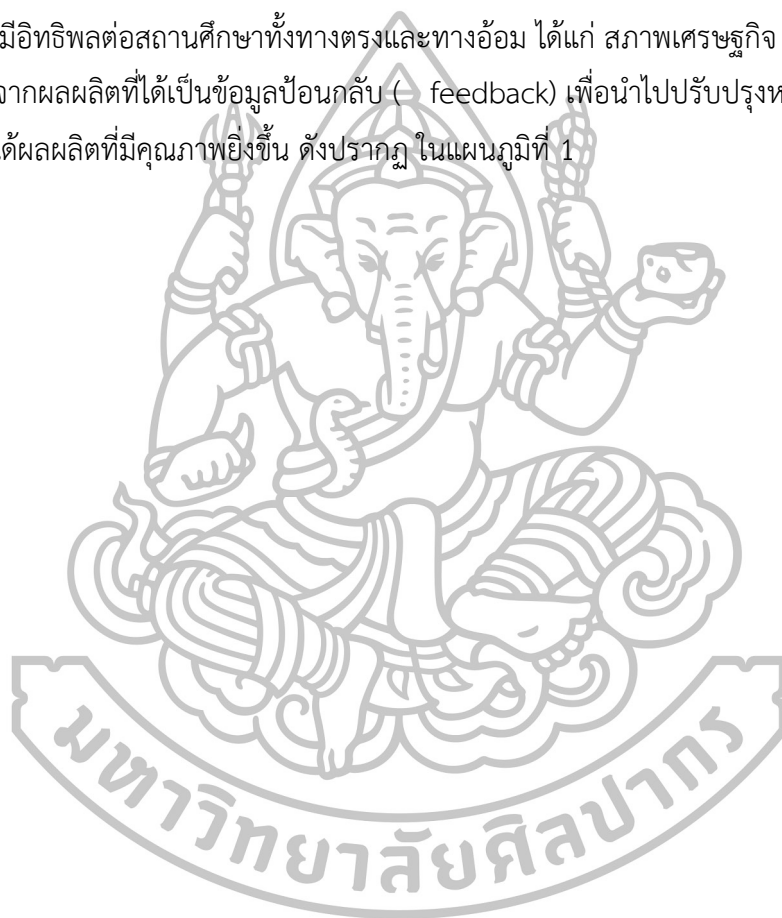 มีอิทธิพลต่อสถานศึกษาทั้งทางตรงและทางอ้อม ได้แก่ สภาพเศรษฐกิจ
จากผลผลิตที่ได้เป็นข้อมูลป้อนกลับ ( feedback) เพื่อนำไปปรับปรุง
ได้ผลผลิตที่มีคุณภาพยิ่งขึ้น ดังปรากฏ ในแผนภูมิที่ 1
มหาวิทยาลัยศิลปากร